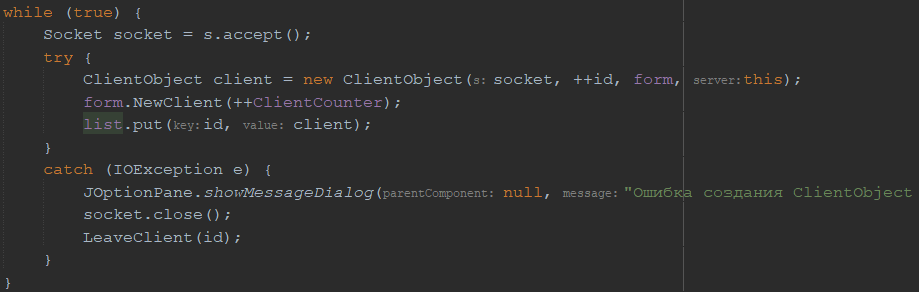 while (true) {
Socket socket = s.accept();
try {
ClientObject client = new ClientObject( s: socket, ++id, form, server: this);
form.NewClient(++ClientCounter);
list.put( key: id, value: client);
}
catch (IOException e) {
JOptionPane.showMessageDialog( parentComponent: null, message: "Ошибка создания ClientObject
socket.close();
LeaveClient(id);
}
}